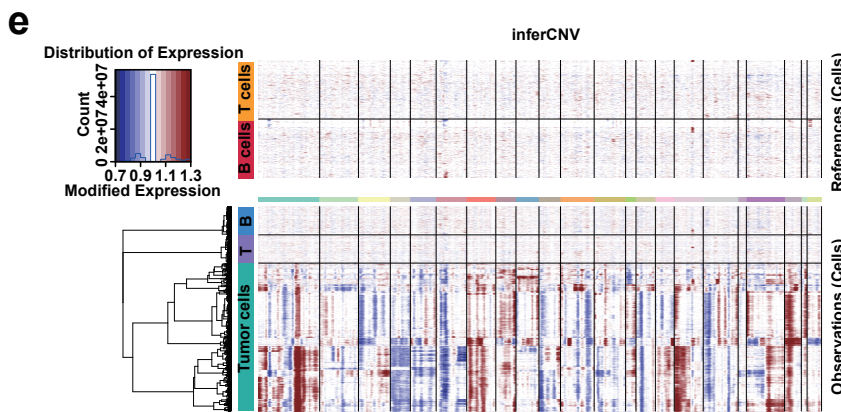 e
inferCNV
Distribution of Expression
Count
0 2e+07 4e+07
0.7 0.9 1.1 1.3
Modified Expression
T cells
B cells
References (Cells)
B
T
Tumor cells
Observations (Cells)